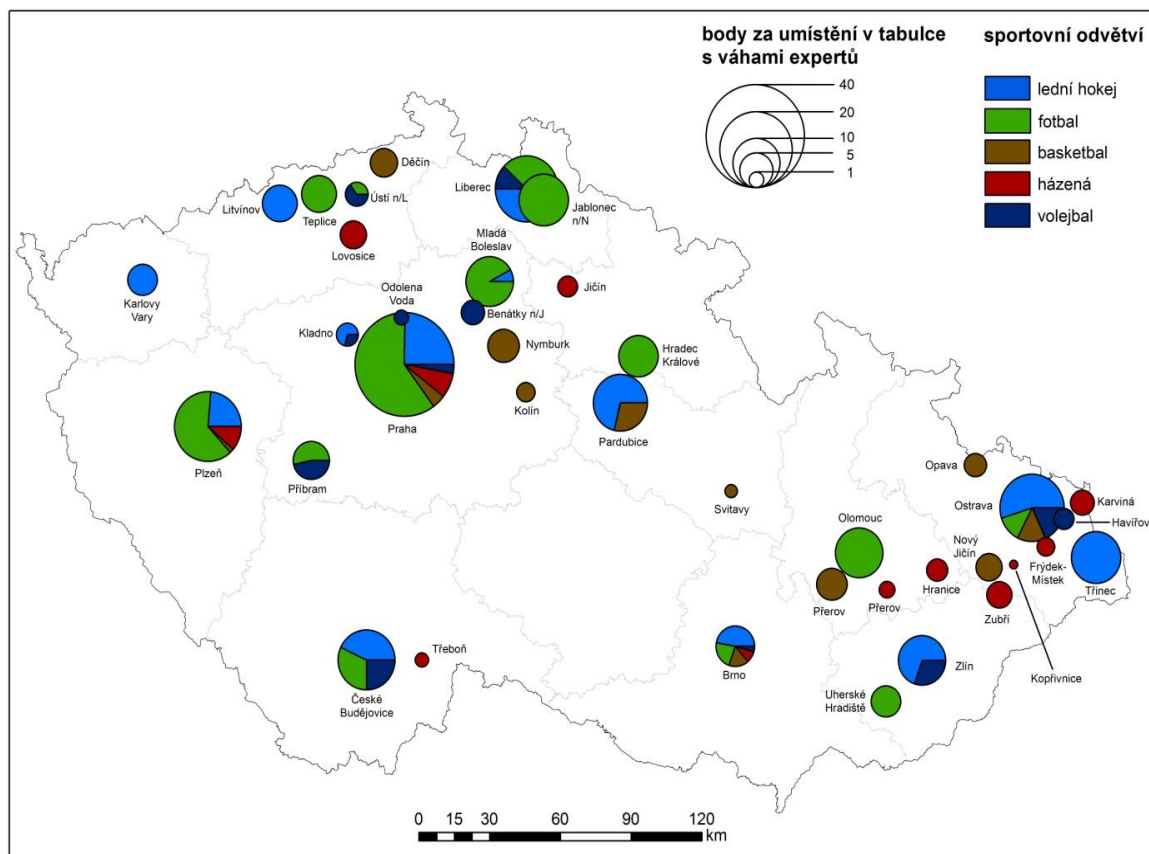 body za umístění v tabulce
s váhami expertů
40
20
10
5
1
sportovní odvětví
lední hokej
fotbal
basketbal
házená
volejbal
Děčín
Litvínov
Teplice
Ústí n/L
Lovosice
Liberec
Jablonec
n/N
Karlovy
Vary
Mladá
Boleslav
Jičín
Odolena
Voda
Benátky n/J
Kladno
Nymburk
Hradec
Králové
Kolín
Praha
Pardubice
Plzeň
Příbram
Svitavy
Opava
Ostrava
Karviná
Havířov
Olomouc
Nový
Jičín
Frýdek-
Místek
Třinec
Přerov
Přerov
Hranice
Zubří
Kopřivnice
České
Budějovice
Třeboň
Brno
Zlín
Uherské
Hradiště
0 15 30 60 90 120
km